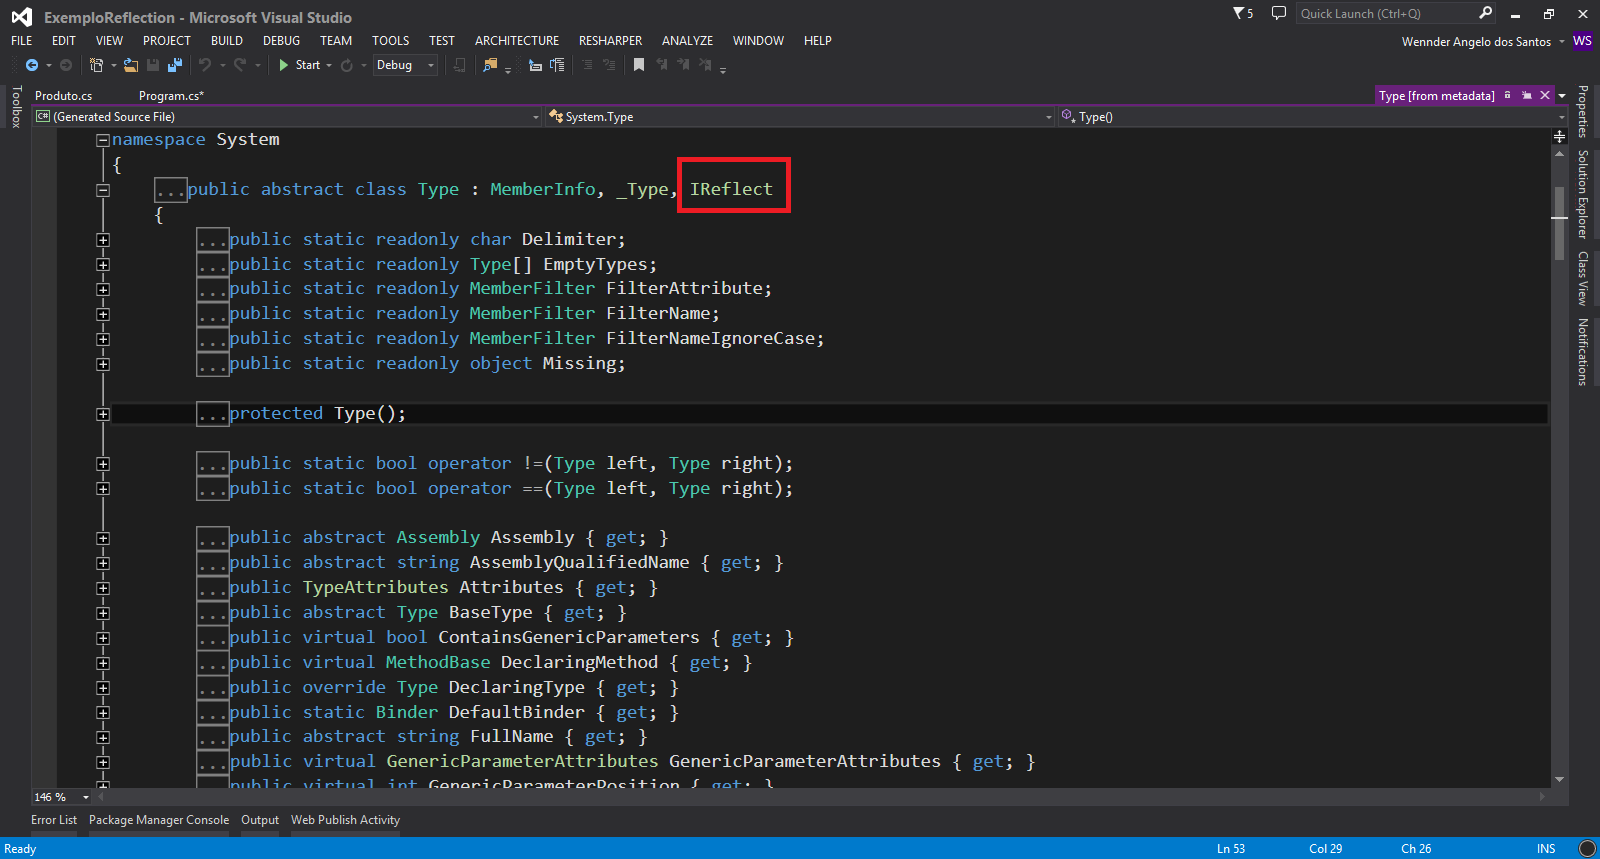 ExemploReflection - Microsoft Visual Studio
5
Quick Launch (Ctrl+Q)
FILE EDIT VIEW PROJECT BUILD DEBUG TEAM TOOLS TEST ARCHITECTURE RESHARPER ANALYZE WINDOW HELP
Wennder Angelo dos Santos WS
Start Debug
Toolbox
Produto.cs Program.cs* Type [from metadata]
C# (Generated Source File) System.Type Type()
namespace System
{
...public abstract class Type : MemberInfo, _Type, IReflect
{
...public static readonly char Delimiter;
...public static readonly Type[] EmptyTypes;
...public static readonly MemberFilter FilterAttribute;
...public static readonly MemberFilter FilterName;
...public static readonly MemberFilter FilterNameIgnoreCase;
...public static readonly object Missing;
...protected Type();
...public static bool operator !=(Type left, Type right);
...public static bool operator ==(Type left, Type right);
...public abstract Assembly Assembly { get; }
...public abstract string AssemblyQualifiedName { get; }
...public TypeAttributes Attributes { get; }
...public abstract Type BaseType { get; }
...public virtual bool ContainsGenericParameters { get; }
...public virtual MethodBase DeclaringMethod { get; }
...public override Type DeclaringType { get; }
...public static Binder DefaultBinder { get; }
...public abstract string FullName { get; }
...public virtual GenericParameterAttributes GenericParameterAttributes { get; }
...public virtual int GenericParameterPosition { get; }
Properties
Solution Explorer
Class View
Notifications
146 %
Error List Package Manager Console Output Web Publish Activity
Ready Ln 53 Col 29 Ch 26 INS